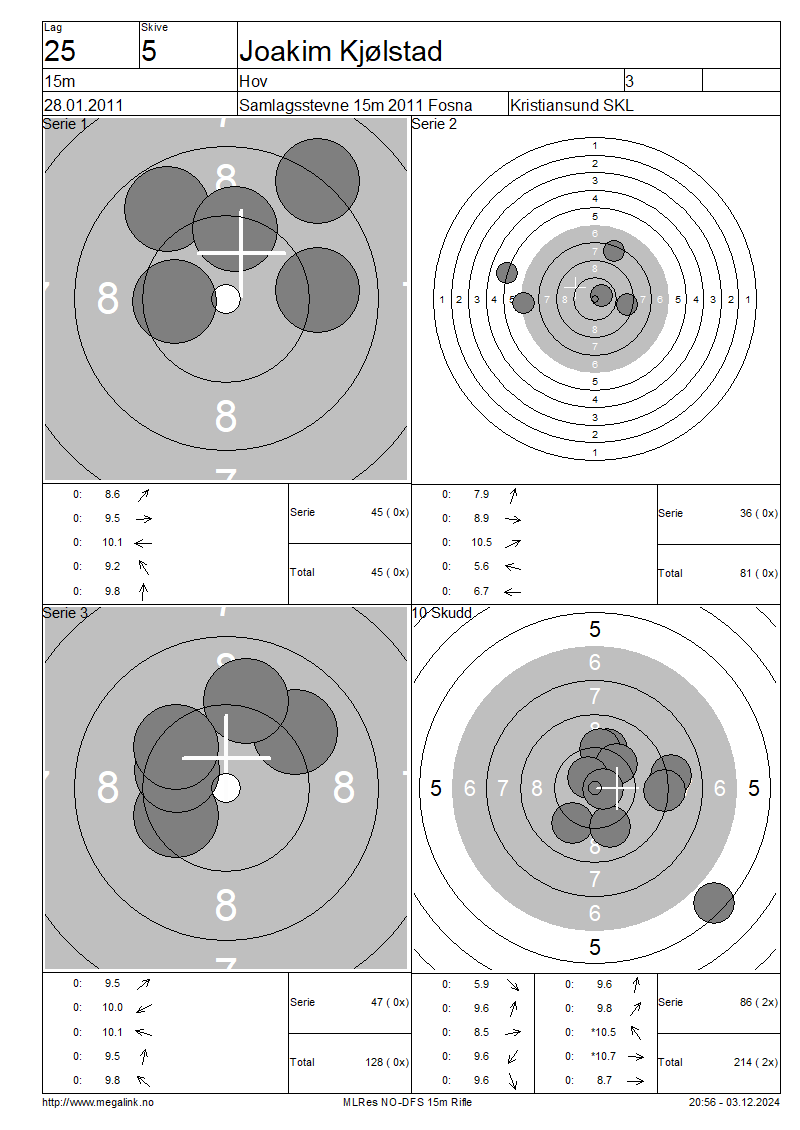 Lag Skive
25 5 Joakim Kjølstad
15m Hov 3
28.01.2011 Samlagsstevne 15m 2011 Fosna Kristiansund SKL
Serie 1
7
8
7 8
8
7
Serie 2
1
2
3
4
5
6
7
8
1 2 3 4 5 7 8 7 6 5 4 3 2 1
8
7
6
5
4
3
2
1
0: 8.6
0: 9.5
0: 10.1
0: 9.2
0: 9.8
Serie 45 ( 0x)
Total 45 ( 0x)
0: 7.9
0: 8.9
0: 10.5
0: 5.6
0: 6.7
Serie 36 ( 0x)
Total 81 ( 0x)
Serie 3
7
8
7 8 8 7
8
7
10 Skudd
5
6
7
8
5 6 7 8 6 5
8
7
6
5
0: 9.5
0: 10.0
0: 10.1
0: 9.5
0: 9.8
Serie 47 ( 0x)
Total 128 ( 0x)
0: 5.9 0: 9.6
0: 9.6 0: 9.8
0: 8.5 0: *10.5
0: 9.6 0: *10.7
0: 9.6 0: 8.7
Serie 86 ( 2x)
Total 214 ( 2x)
http://www.megalink.no MLRes NO-DFS 15m Rifle 20:56 - 03.12.2024